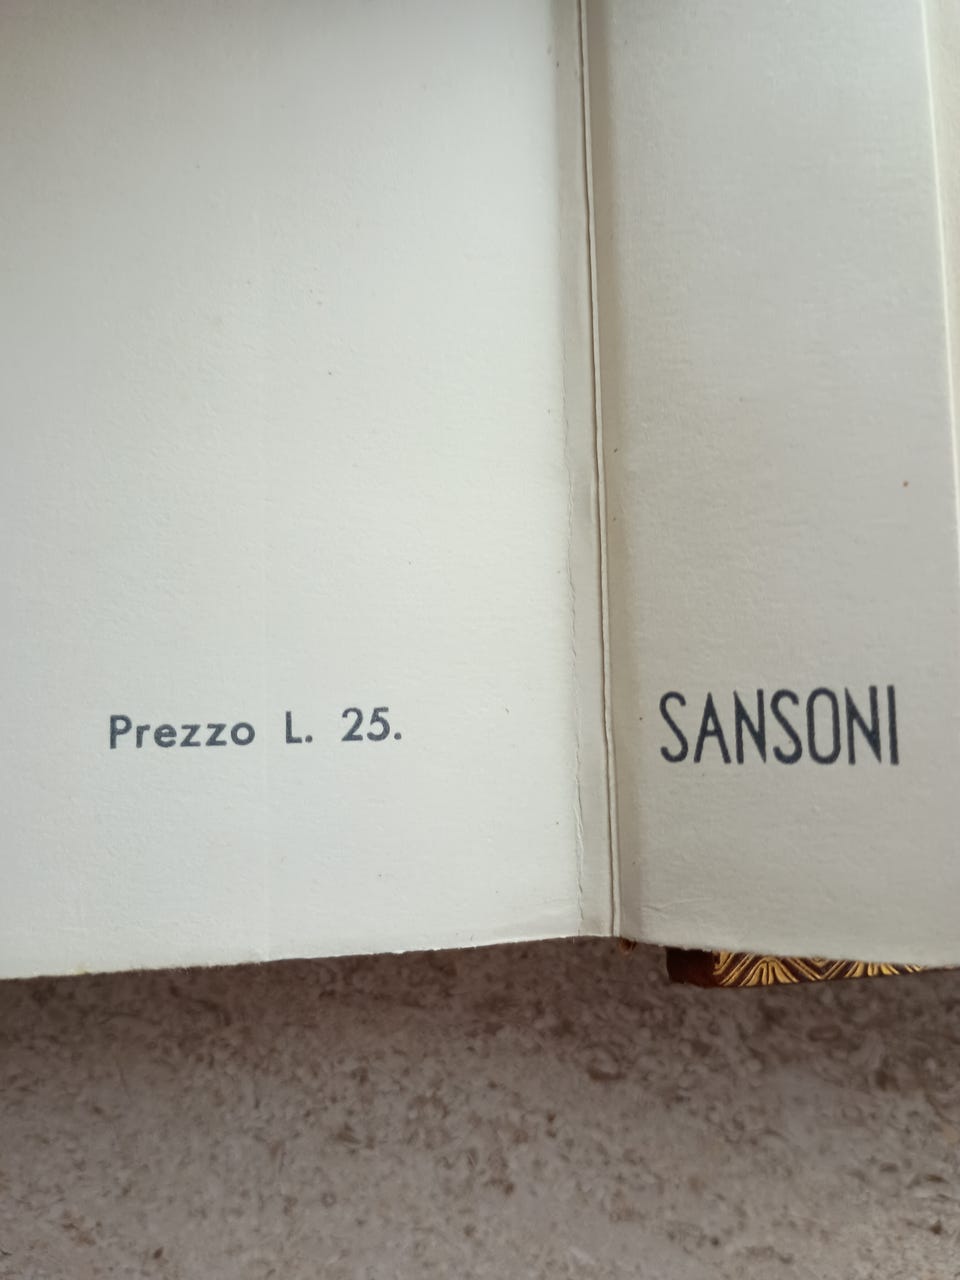 Prezzo L. 25.
SANSONI